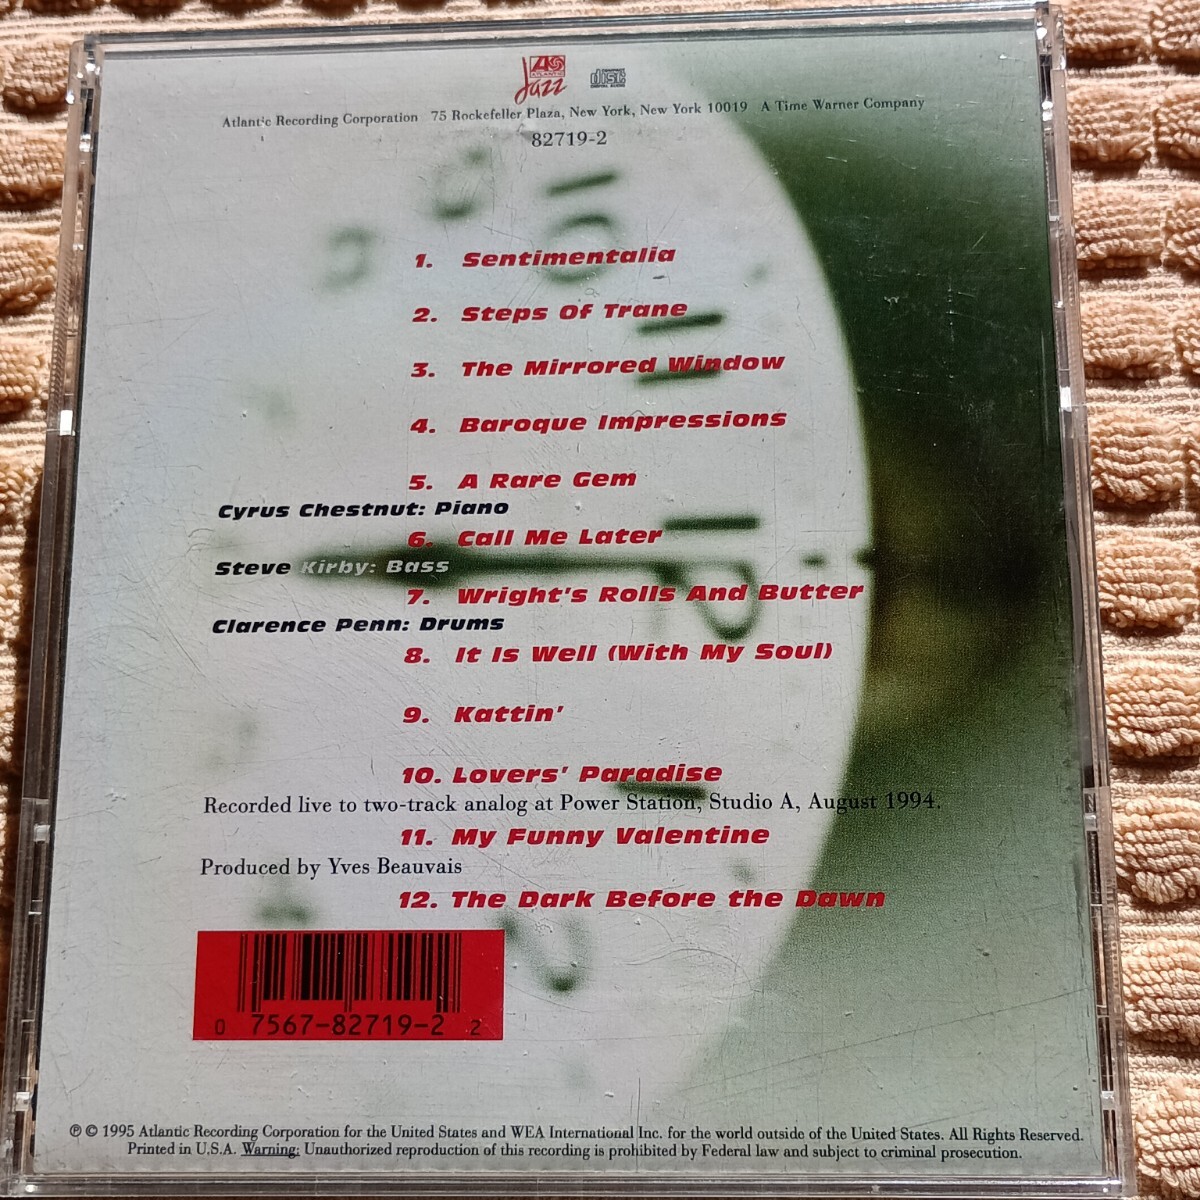 ATLANTIC
Jazz
COMPACT
disc
DIGITAL AUDIO
Atlantic Recording Corporation 75 Rockefeller Plaza, New York, New York 10019 A Time Warner Company
82719-2
1. Sentimentalia
2. Steps Of Trane
3. The Mirrored Window
4. Baroque Impressions
5. A Rare Gem
Cyrus Chestnut: Piano
6. Call Me Later
Steve Kirby: Bass
7. Wright's Rolls And Butter
Clarence Penn: Drums
8. It Is Well (With My Soul)
9. Kattin'
10. Lovers' Paradise
Recorded live to two-track analog at Power Station, Studio A, August 1994.
11. My Funny Valentine
Produced by Yves Beauvais
12. The Dark Before the Dawn
0 7567-82719-2 2
℗ © 1995 Atlantic Recording Corporation for the United States and WEA International Inc. for the world outside of the United States. All Rights Reserved.
Printed in U.S.A. Warning: Unauthorized reproduction of this recording is prohibited by Federal law and subject to criminal prosecution.